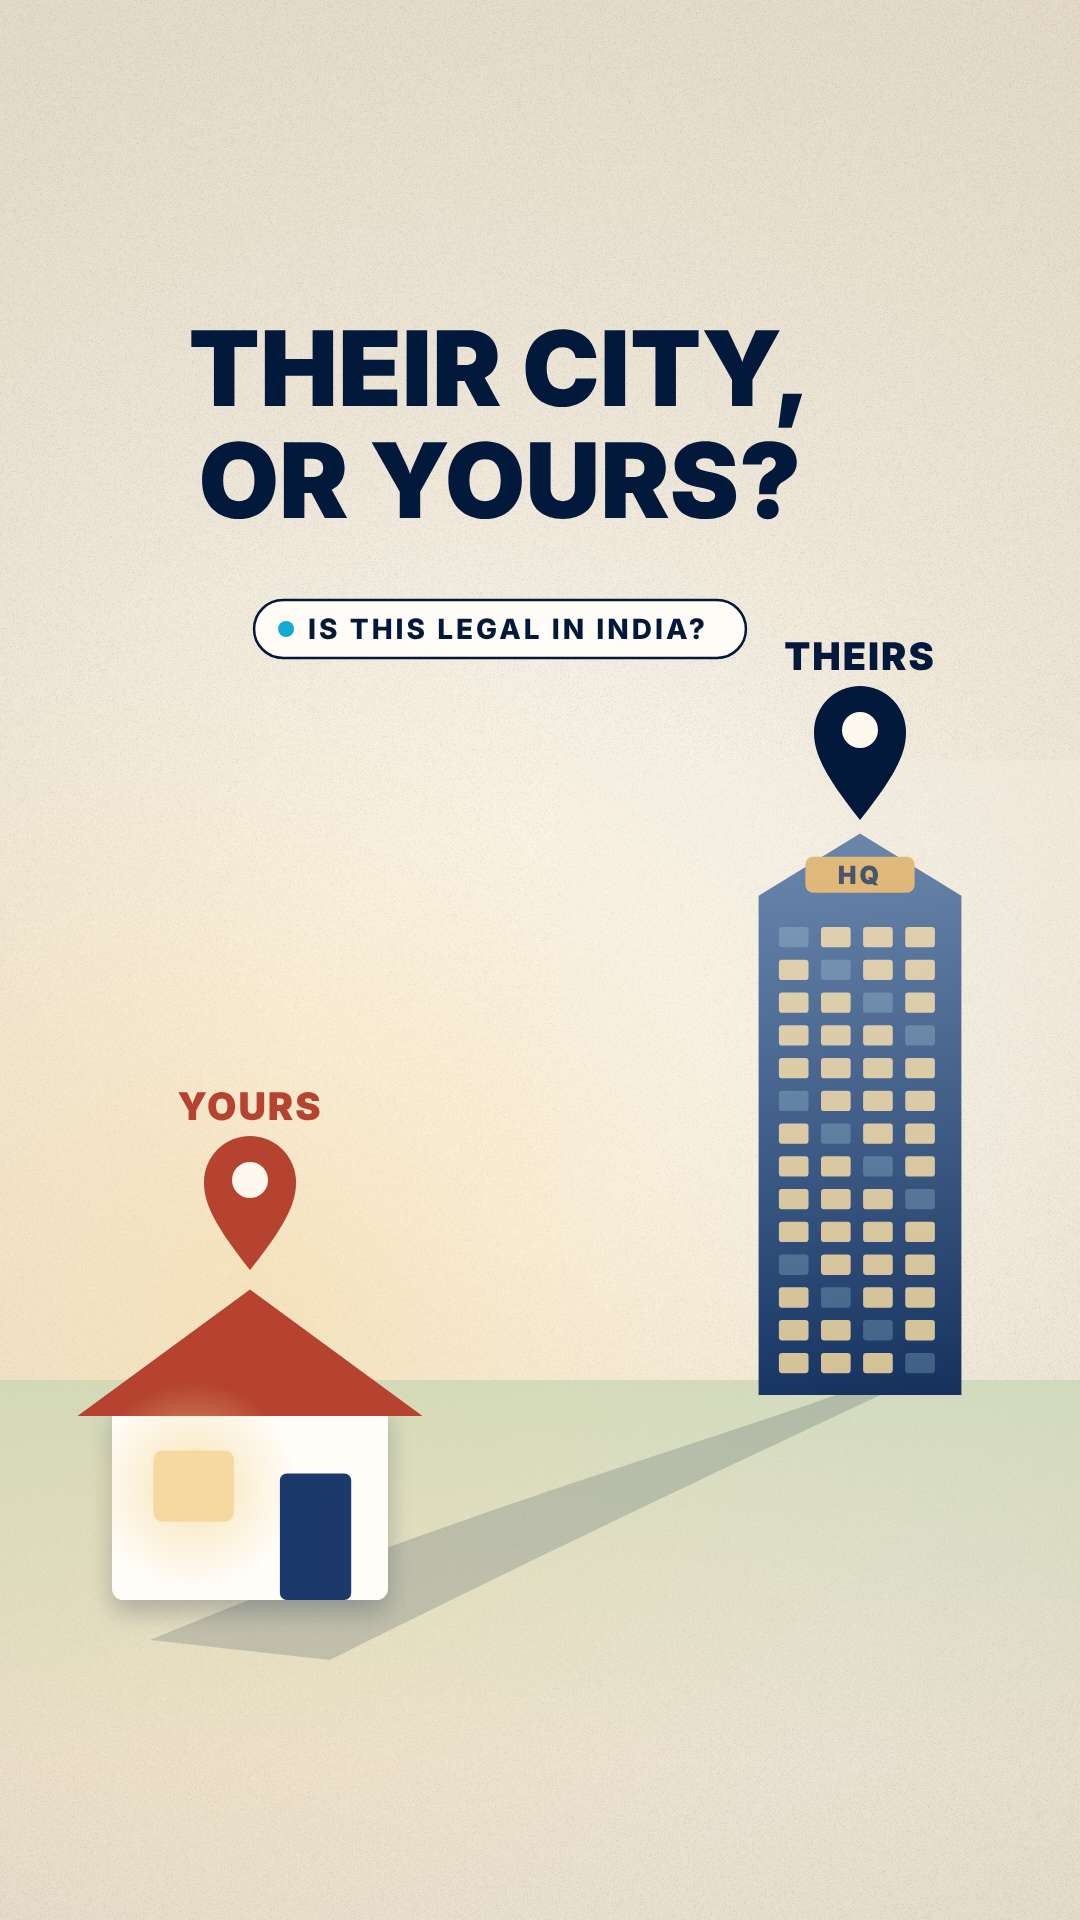 THEIR CITY,
OR YOURS?
IS THIS LEGAL IN INDIA?
THEIRS
HQ
YOURS